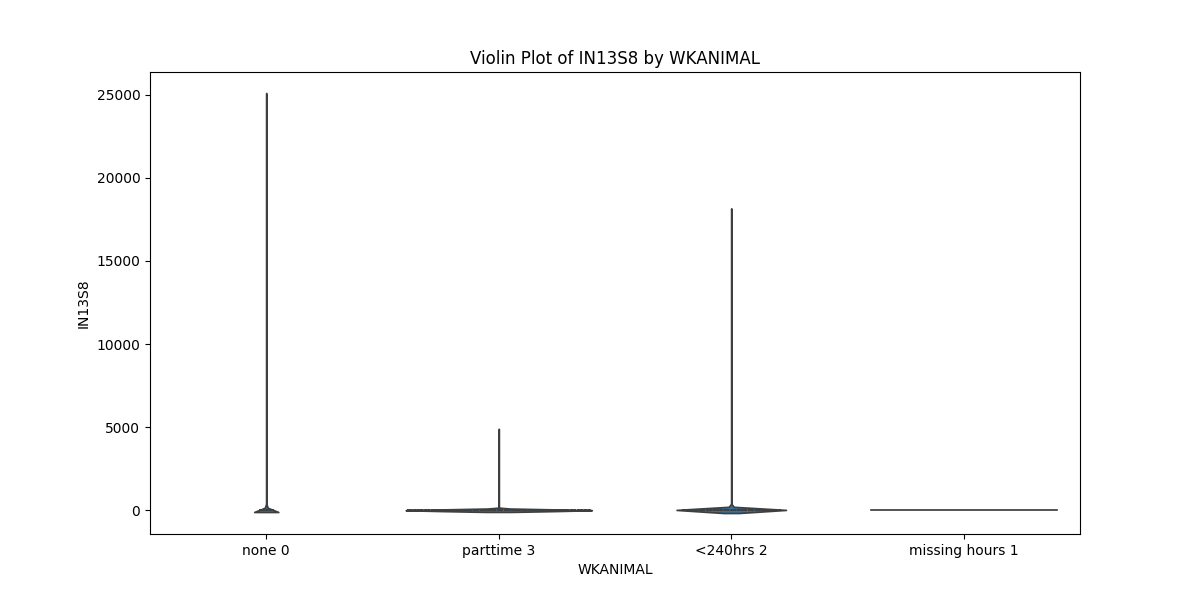 Violin Plot of IN13S8 by WKANIMAL
25000
20000
15000
10000
5000
0
IN13S8
none 0
parttime 3
<240hrs 2
missing hours 1
WKANIMAL